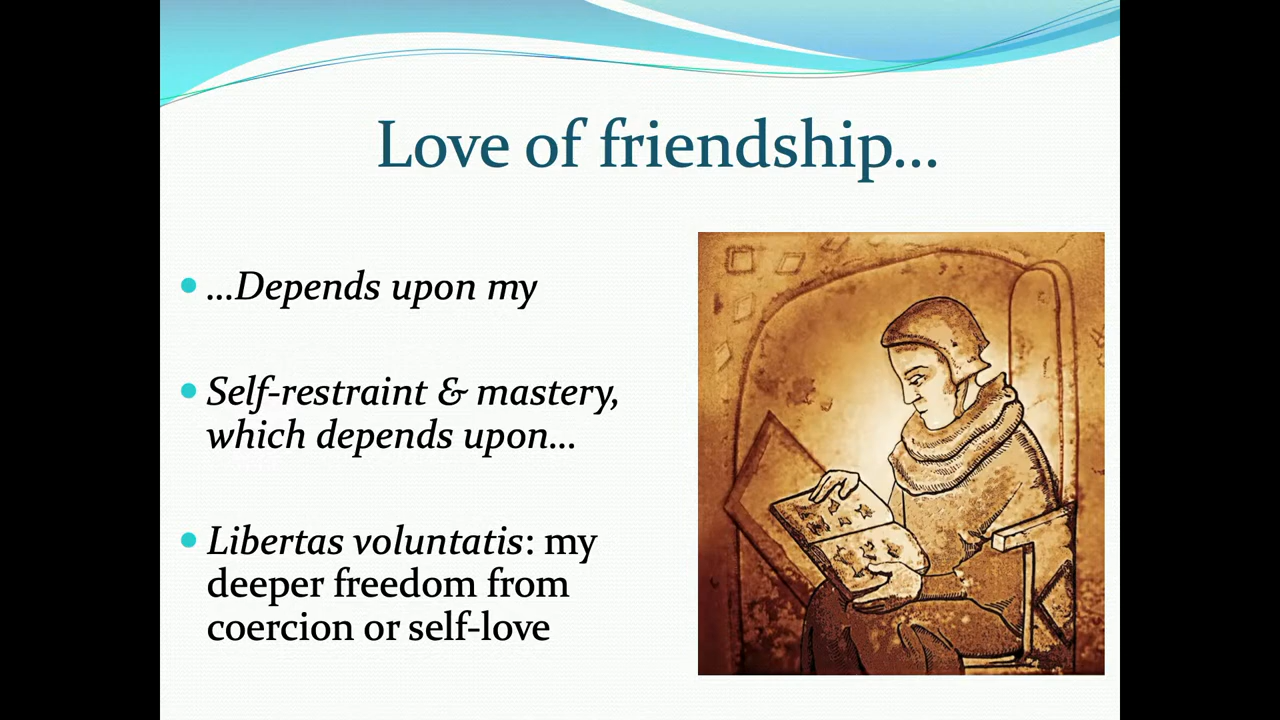 Love of friendship...
...Depends upon my
Self-restraint & mastery,
which depends upon...
Libertas voluntatis: my
deeper freedom from
coercion or self-love